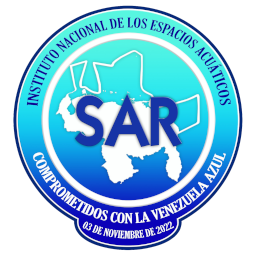 INSTITUTO NACIONAL DE LOS ESPACIOS ACUÁTICOS
SAR
COMPROMETIDOS CON LA VENEZUELA AZUL
03 DE NOVIEMBRE DE 2022